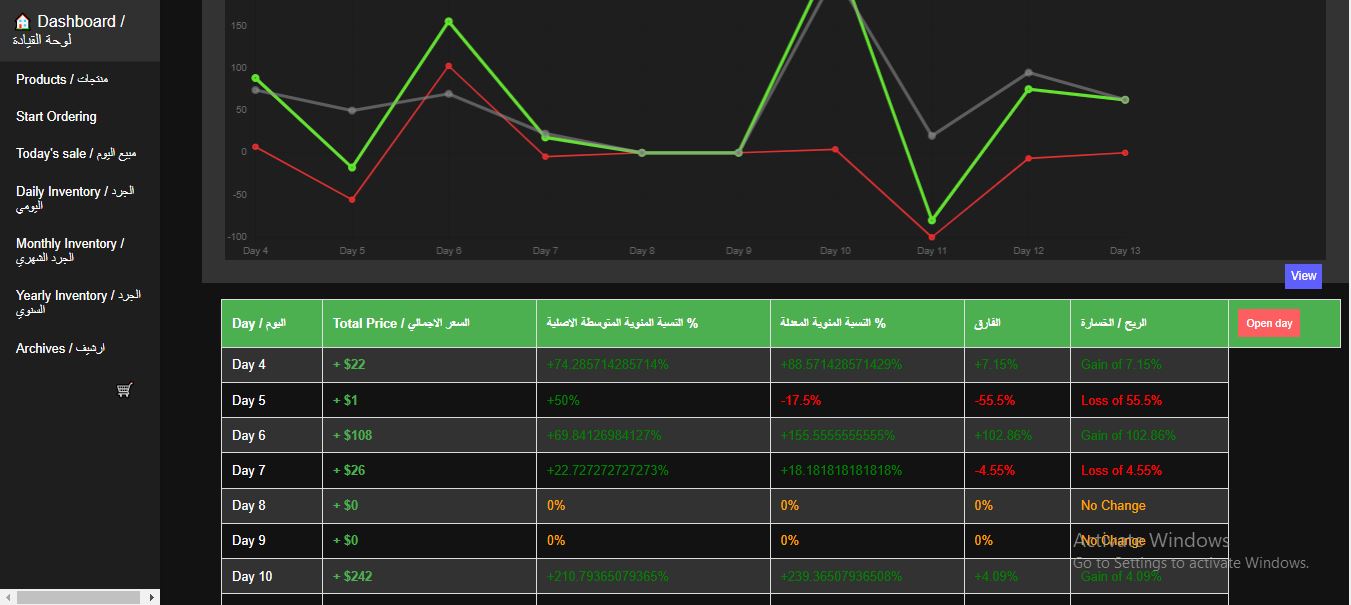 Dashboard /
لوحة القيادة
Products / منتجات
Start Ordering
Today's sale / مبيع اليوم
Daily Inventory / الجرد
اليومي
Monthly Inventory /
الجرد الشهري
Yearly Inventory / الجرد
السنوي
Archives / ارشيف
150
100
50
0
-50
-100
Day 4 Day 5 Day 6 Day 7 Day 8 Day 9 Day 10 Day 11 Day 12 Day 13
View
Day / اليوم Total Price / السعر الاجمالي النسبة المئوية المتوسطة الاصلية % النسبة المئوية المعدلة % الفارق الربح / الخسارة Open day
Day 4 + $22 +74.285714285714% +88.571428571429% +7.15% Gain of 7.15%
Day 5 + $1 +50% -17.5% -55.5% Loss of 55.5%
Day 6 + $108 +69.84126984127% +155.5555555555% +102.86% Gain of 102.86%
Day 7 + $26 +22.727272727273% +18.181818181818% -4.55% Loss of 4.55%
Day 8 + $0 0% 0% 0% No Change
Day 9 + $0 0% 0% 0% No Change
Day 10 + $242 +210.79365079365% +239.36507936508% +4.09% Gain of 4.09%
Activate Windows
Go to Settings to activate Windows.